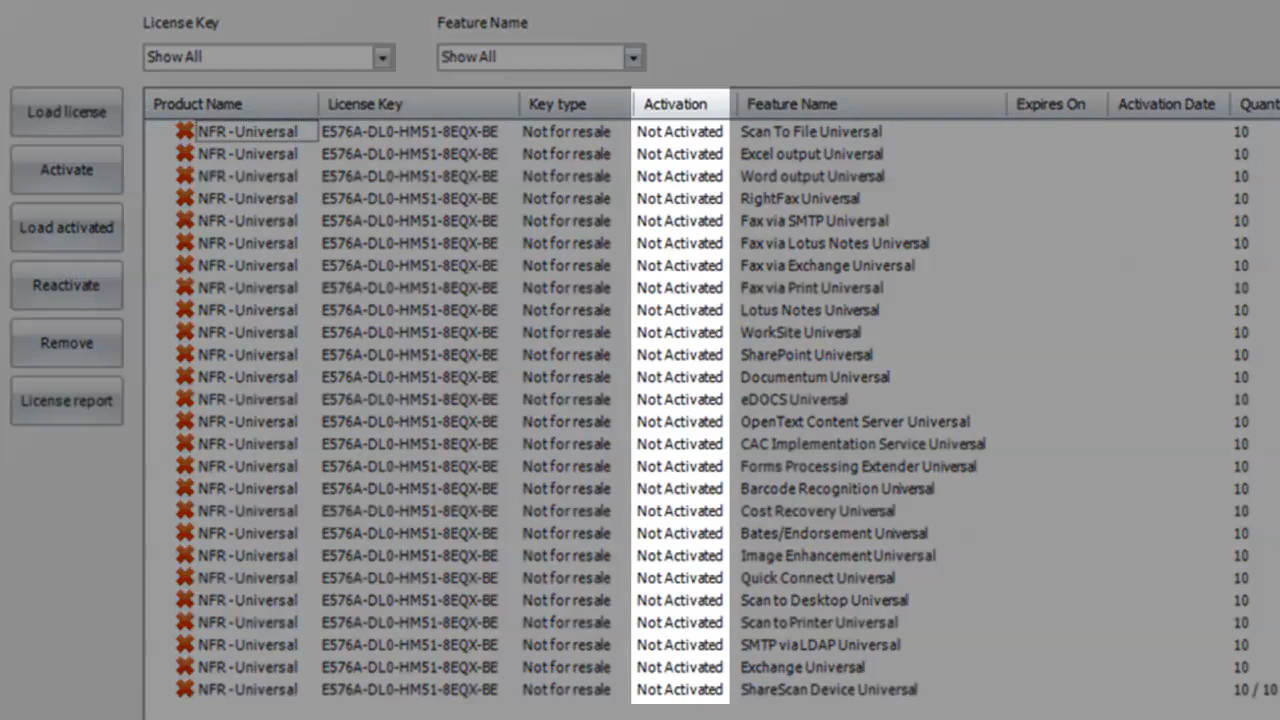 License Key Feature Name
Show All Show All
Load license
Activate
Load activated
Reactivate
Remove
License report
Product Name License Key Key type Activation Feature Name Expires On Activation Date Quant
NFR - Universal E576A-DL0-HM51-8EQX-BE Not for resale Not Activated Scan To File Universal 10
NFR - Universal E576A-DL0-HM51-8EQX-BE Not for resale Not Activated Excel output Universal 10
NFR - Universal E576A-DL0-HM51-8EQX-BE Not for resale Not Activated Word output Universal 10
NFR - Universal E576A-DL0-HM51-8EQX-BE Not for resale Not Activated RightFax Universal 10
NFR - Universal E576A-DL0-HM51-8EQX-BE Not for resale Not Activated Fax via SMTP Universal 10
NFR - Universal E576A-DL0-HM51-8EQX-BE Not for resale Not Activated Fax via Lotus Notes Universal 10
NFR - Universal E576A-DL0-HM51-8EQX-BE Not for resale Not Activated Fax via Exchange Universal 10
NFR - Universal E576A-DL0-HM51-8EQX-BE Not for resale Not Activated Fax via Print Universal 10
NFR - Universal E576A-DL0-HM51-8EQX-BE Not for resale Not Activated Lotus Notes Universal 10
NFR - Universal E576A-DL0-HM51-8EQX-BE Not for resale Not Activated WorkSite Universal 10
NFR - Universal E576A-DL0-HM51-8EQX-BE Not for resale Not Activated SharePoint Universal 10
NFR - Universal E576A-DL0-HM51-8EQX-BE Not for resale Not Activated Documentum Universal 10
NFR - Universal E576A-DL0-HM51-8EQX-BE Not for resale Not Activated eDOCS Universal 10
NFR - Universal E576A-DL0-HM51-8EQX-BE Not for resale Not Activated OpenText Content Server Universal 10
NFR - Universal E576A-DL0-HM51-8EQX-BE Not for resale Not Activated CAC Implementation Service Universal 10
NFR - Universal E576A-DL0-HM51-8EQX-BE Not for resale Not Activated Forms Processing Extender Universal 10
NFR - Universal E576A-DL0-HM51-8EQX-BE Not for resale Not Activated Barcode Recognition Universal 10
NFR - Universal E576A-DL0-HM51-8EQX-BE Not for resale Not Activated Cost Recovery Universal 10
NFR - Universal E576A-DL0-HM51-8EQX-BE Not for resale Not Activated Bates/Endorsement Universal 10
NFR - Universal E576A-DL0-HM51-8EQX-BE Not for resale Not Activated Image Enhancement Universal 10
NFR - Universal E576A-DL0-HM51-8EQX-BE Not for resale Not Activated Quick Connect Universal 10
NFR - Universal E576A-DL0-HM51-8EQX-BE Not for resale Not Activated Scan to Desktop Universal 10
NFR - Universal E576A-DL0-HM51-8EQX-BE Not for resale Not Activated Scan to Printer Universal 10
NFR - Universal E576A-DL0-HM51-8EQX-BE Not for resale Not Activated SMTP via LDAP Universal 10
NFR - Universal E576A-DL0-HM51-8EQX-BE Not for resale Not Activated Exchange Universal 10
NFR - Universal E576A-DL0-HM51-8EQX-BE Not for resale Not Activated ShareScan Device Universal 10 / 10